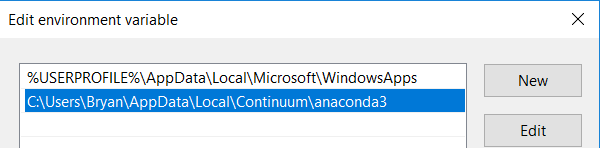 Edit environment variable
%USERPROFILE%\AppData\Local\Microsoft\WindowsApps
New
C:\Users\Bryan\AppData\Local\Continuum\anaconda3
Edit